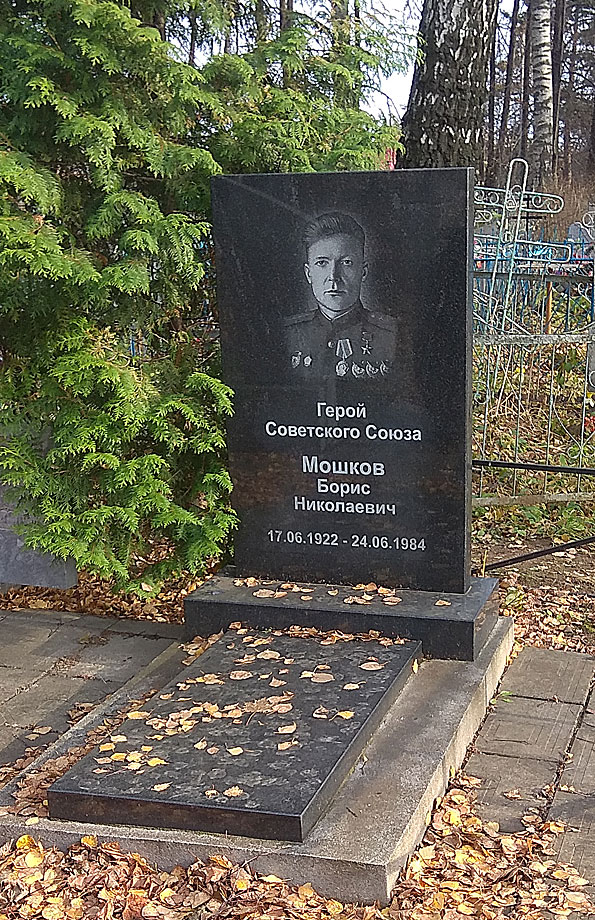 Герой
Советского Союза
Мошков
Борис
Николаевич
17.06.1922 - 24.06.1984